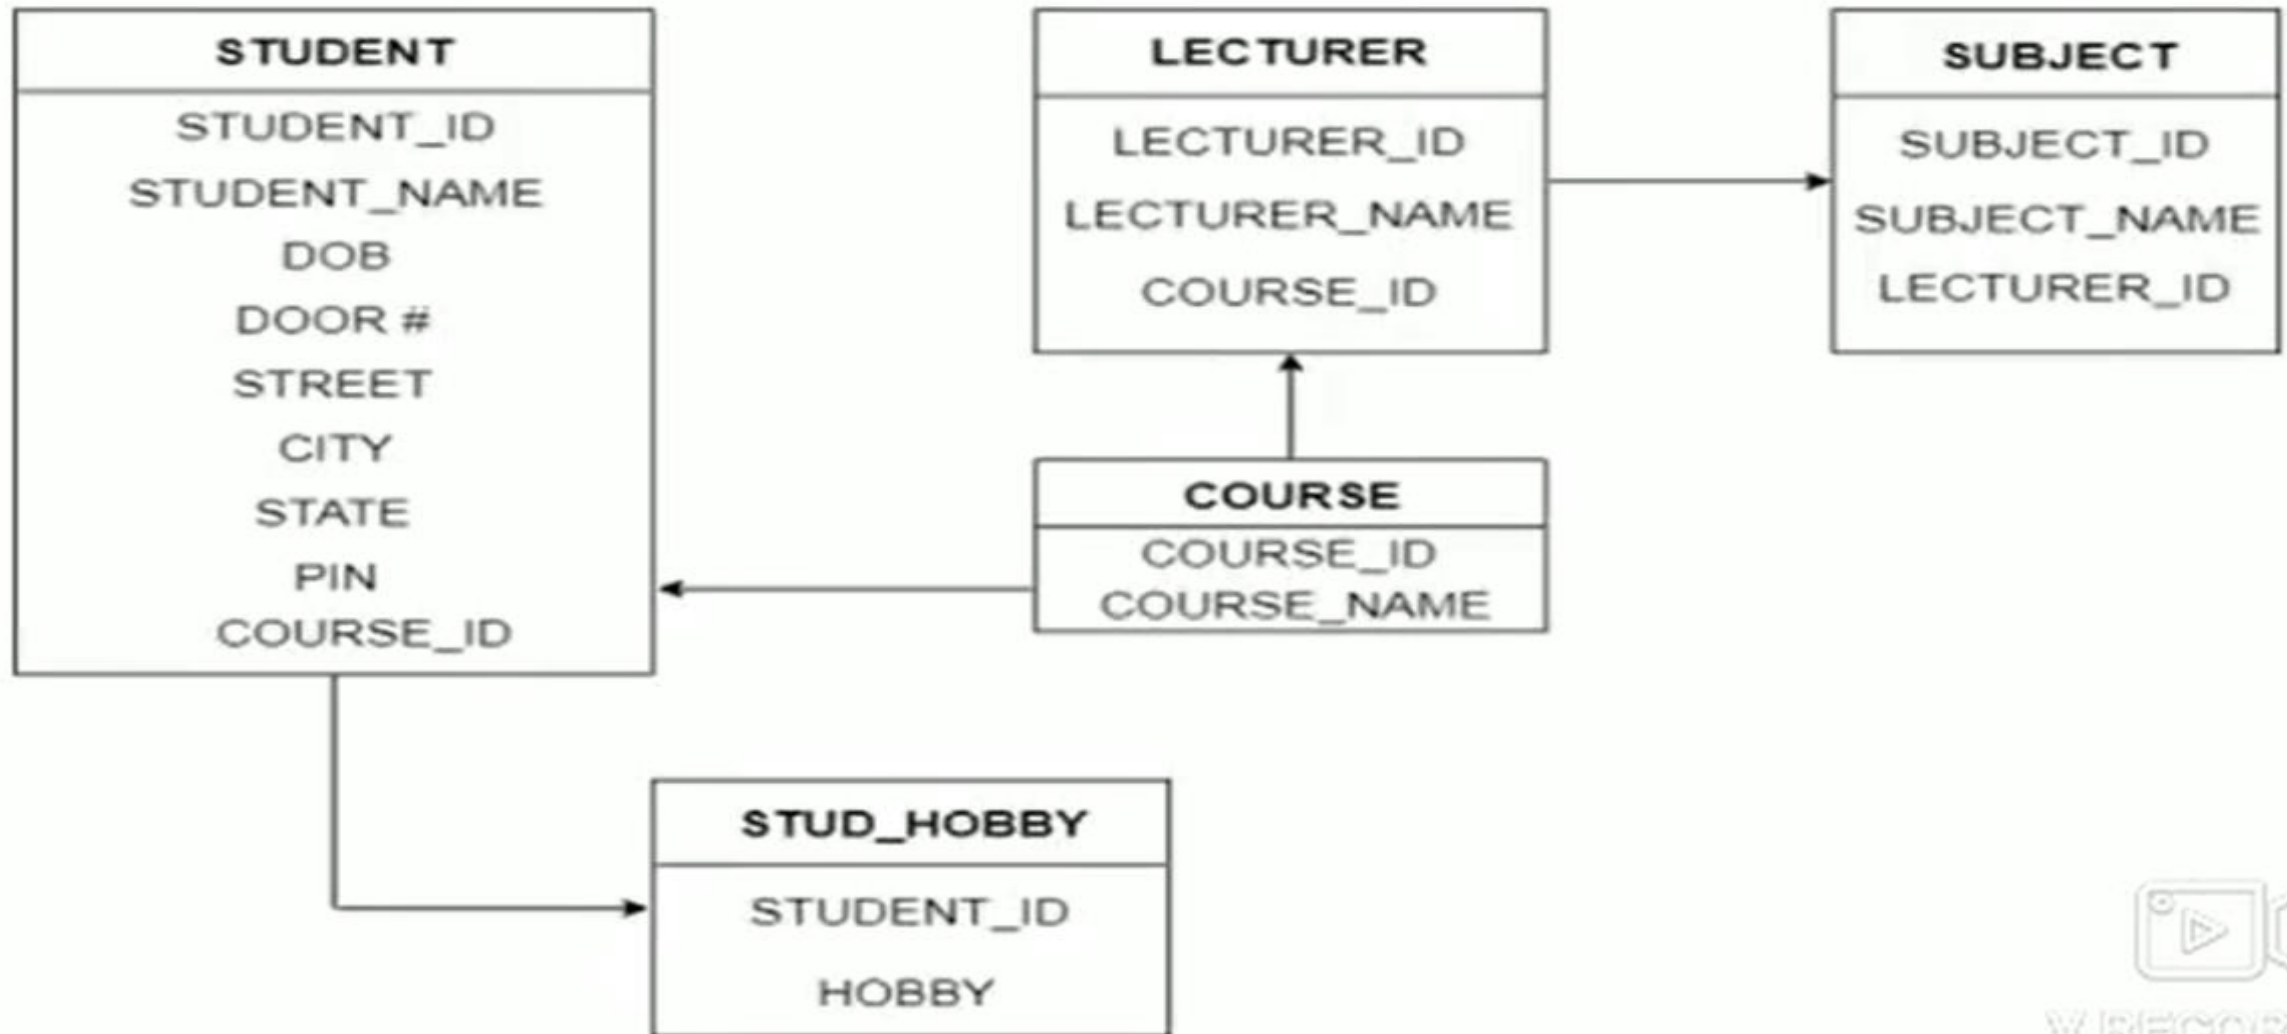 STUDENT
STUDENT_ID
STUDENT_NAME
DOB
DOOR #
STREET
CITY
STATE
PIN
COURSE_ID
LECTURER
LECTURER_ID
LECTURER_NAME
COURSE_ID
SUBJECT
SUBJECT_ID
SUBJECT_NAME
LECTURER_ID
COURSE
COURSE_ID
COURSE_NAME
STUD_HOBBY
STUDENT_ID
HOBBY